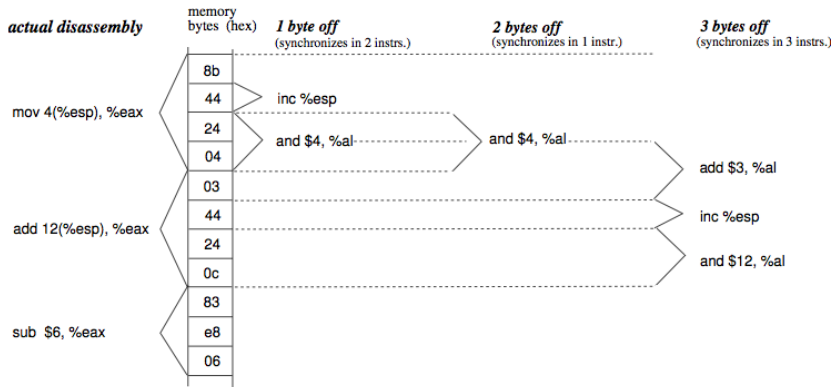 actual disassembly
memory
bytes (hex)
1 byte off
(synchronizes in 2 instrs.)
2 bytes off
(synchronizes in 1 instr.)
3 bytes off
(synchronizes in 3 instrs.)
8b
mov 4(%esp), %eax
44
inc %esp
24
and $4, %al
and $4, %al
04
add $3, %al
03
44
inc %esp
add 12(%esp), %eax
24
and $12, %al
0c
83
sub $6, %eax
e8
06